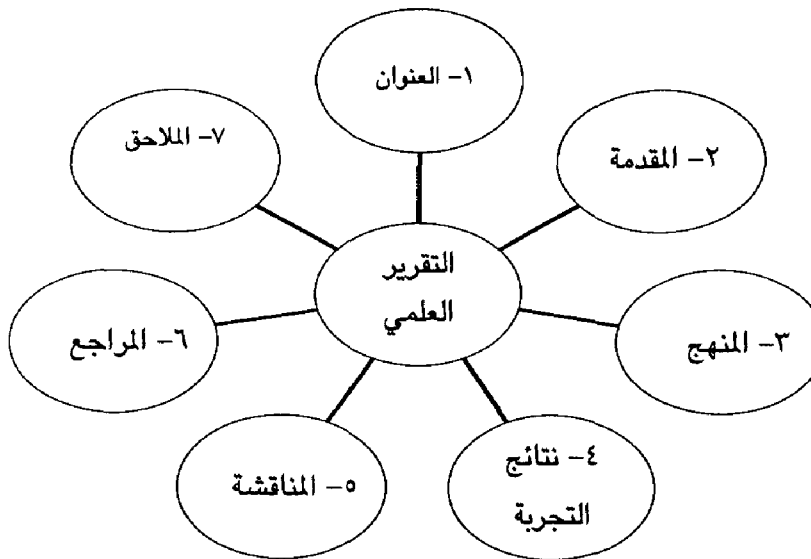 التقرير
العلمي
١- العنوان
٢- المقدمة
٣- المنهج
٤- نتائج
التجربة
٥- المناقشة
٦- المراجع
٧- الملاحق